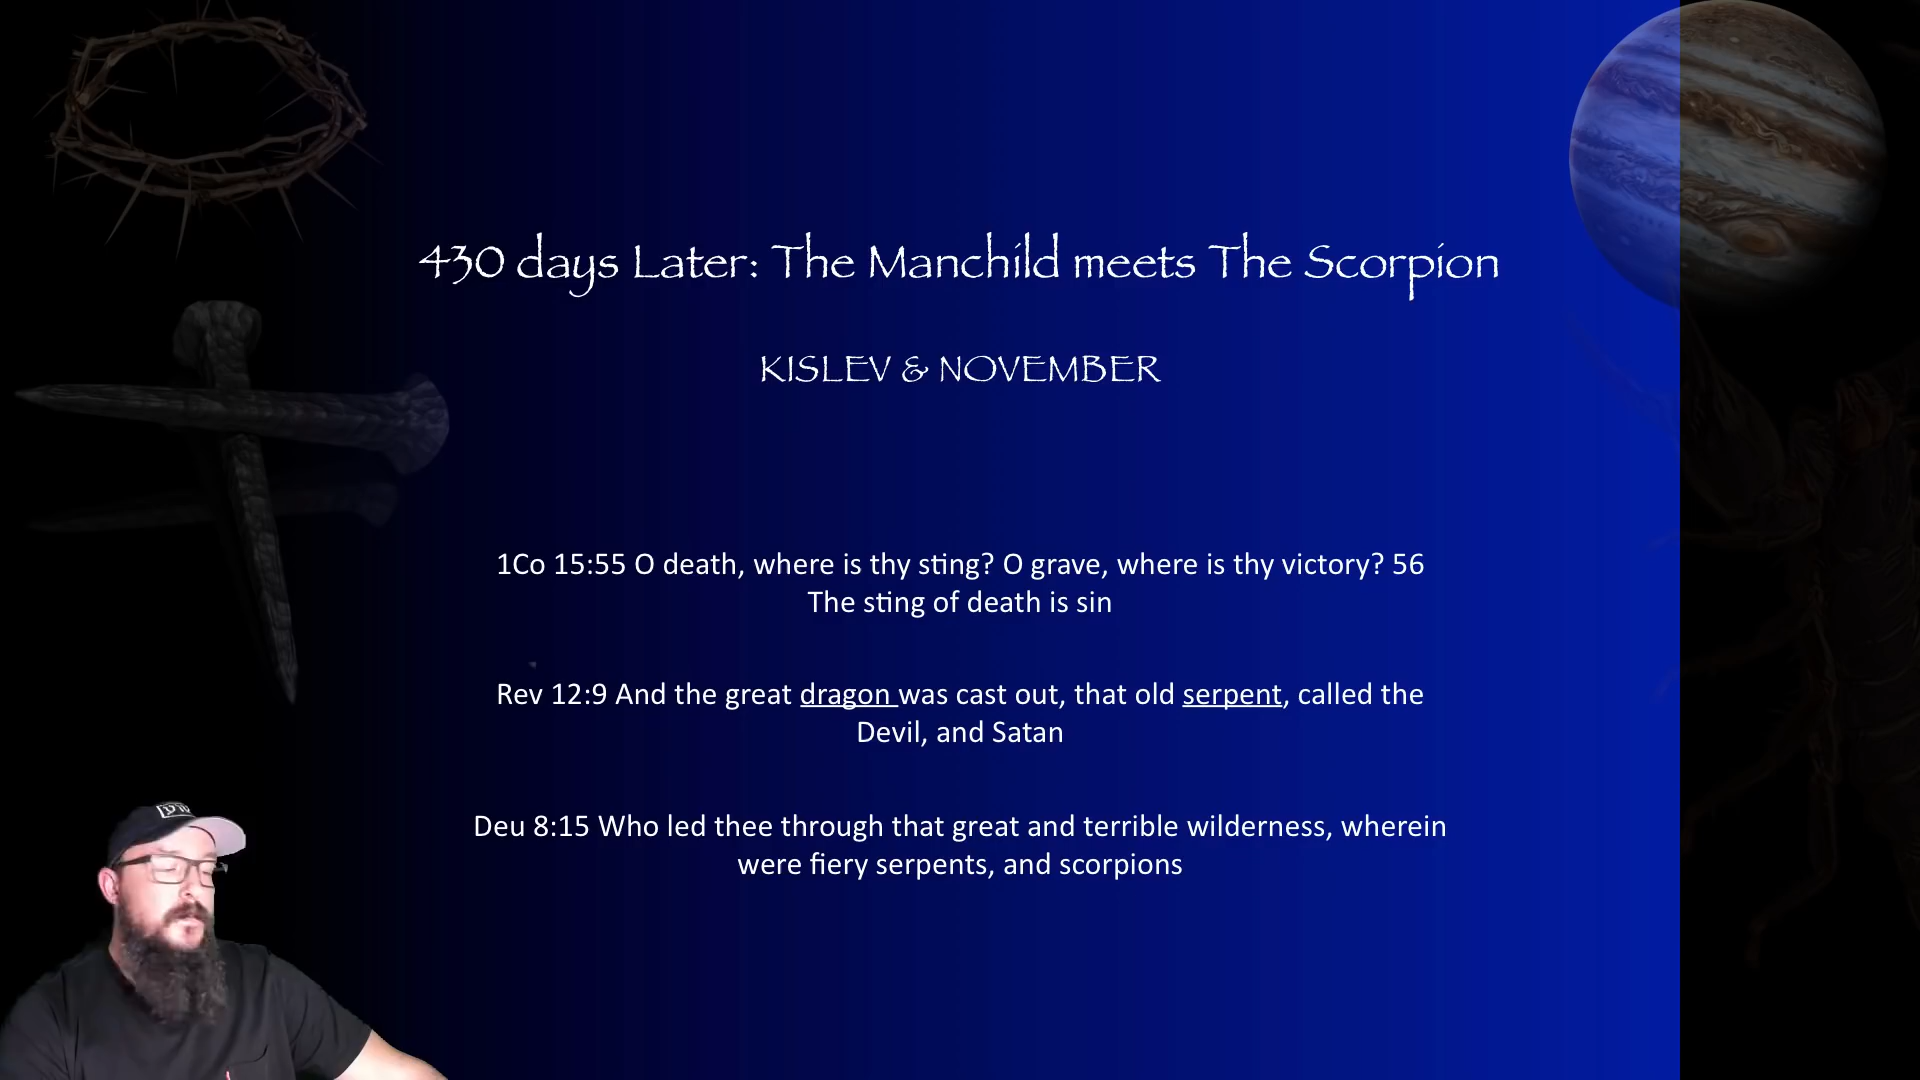 430 days Later: The Manchild meets The Scorpion
KISLEV & NOVEMBER
1Co 15:55 O death, where is thy sting? O grave, where is thy victory? 56
The sting of death is sin
Rev 12:9 And the great dragon was cast out, that old serpent, called the
Devil, and Satan
Deu 8:15 Who led thee through that great and terrible wilderness, wherein
were fiery serpents, and scorpions